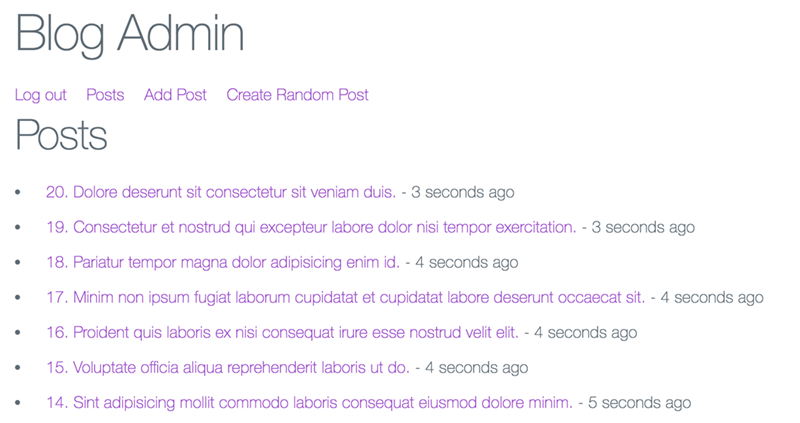 Blog Admin
Log out Posts Add Post Create Random Post
Posts
• 20. Dolore deserunt sit consectetur sit veniam duis. - 3 seconds ago
• 19. Consectetur et nostrud qui excepteur labore dolor nisi tempor exercitation. - 3 seconds ago
• 18. Pariatur tempor magna dolor adipisicing enim id. - 4 seconds ago
• 17. Minim non ipsum fugiat laborum cupidatat et cupidatat labore deserunt occaecat sit. - 4 seconds ago
• 16. Proident quis laboris ex nisi consequat irure esse nostrud velit elit. - 4 seconds ago
• 15. Voluptate officia aliqua reprehenderit laboris ut do. - 4 seconds ago
• 14. Sint adipisicing mollit commodo laboris consequat eiusmod dolore minim. - 5 seconds ago